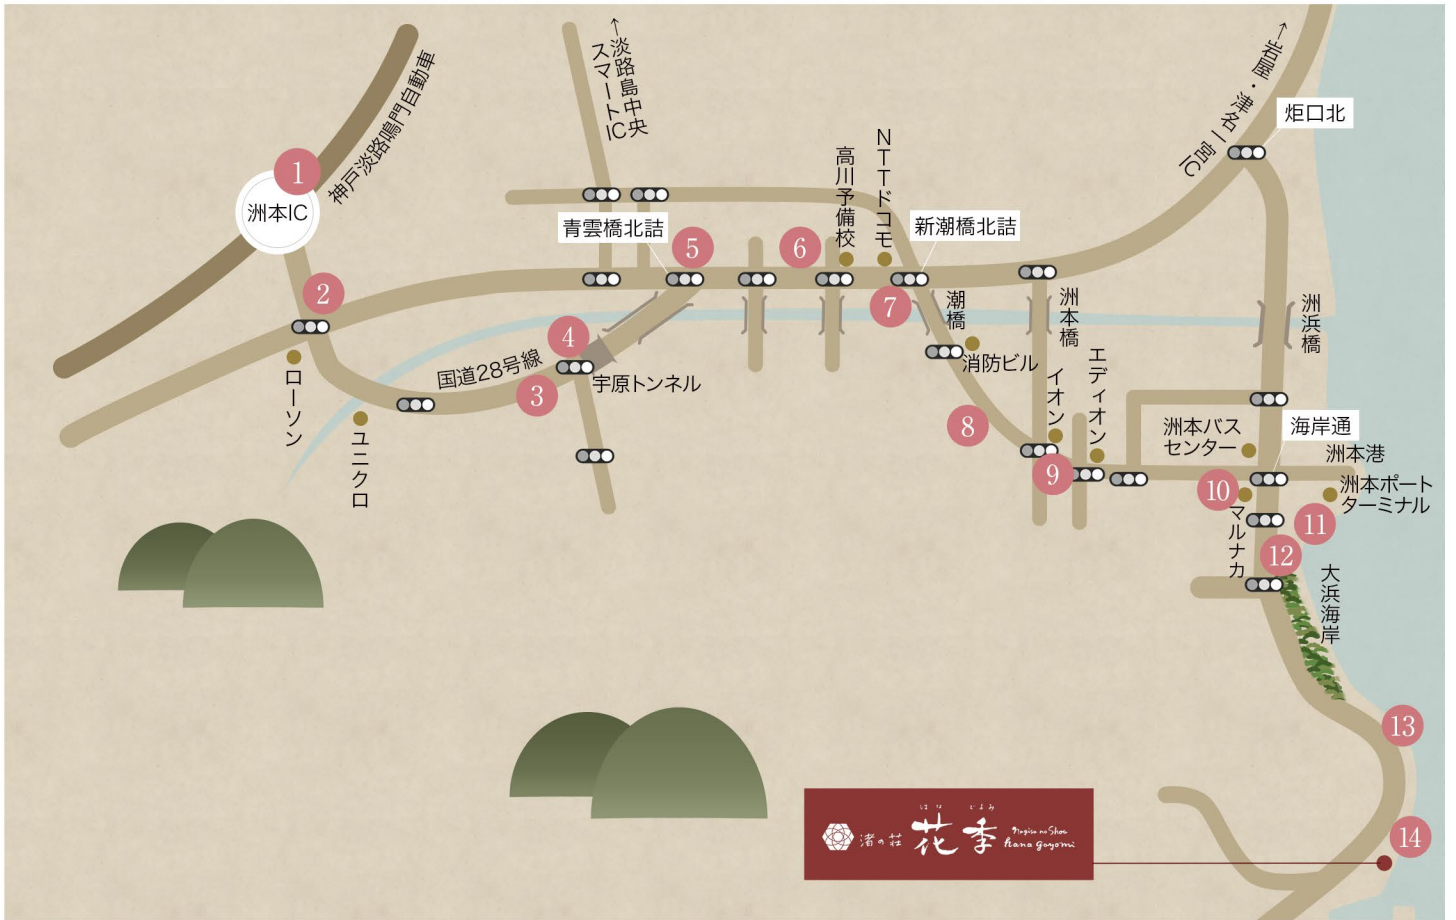 ↑淡路島中央
スマートIC
↑岩屋・津名一宮IC
神戸淡路鳴門自動車
炬口北
1
洲本IC
NTTドコモ
高川予備校
青雲橋北詰
新潮橋北詰
5
6
7
2
潮橋
洲本橋
洲浜橋
4
消防ビル
国道28号線
3
宇原トンネル
ローソン
ユニクロ
イオン
エディオン
8
洲本バス
センター
海岸通
洲本港
9
10
洲本ポート
ターミナル
マルナカ
11
12
大浜海岸
13
はな ごよみ
渚の荘 花季
Nagisa no Shou
hana goyomi
14